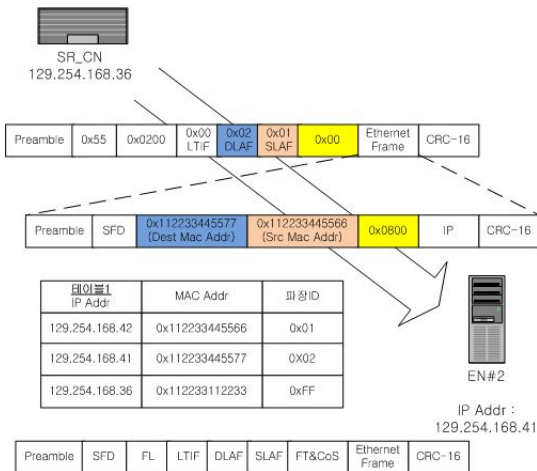 SR_CN
129.254.168.36
Preamble 0x55 0x0200 0x00 LTIF 0x02 DLAF 0x01 SLAF 0x00 Ethernet Frame CRC-16
Preamble SFD 0x112233445577 (Dest Mac Addr) 0x112233445566 (Src Mac Addr) 0x0800 IP CRC-16
테이블1
IP Addr MAC Addr 파장ID
129.254.168.42 0x112233445566 0x01
129.254.168.41 0x112233445577 0X02
129.254.168.36 0x112233112233 0xFF
EN#2
IP Addr :
129.254.168.41
Preamble SFD FL LTIF DLAF SLAF FT&CoS Ethernet Frame CRC-16